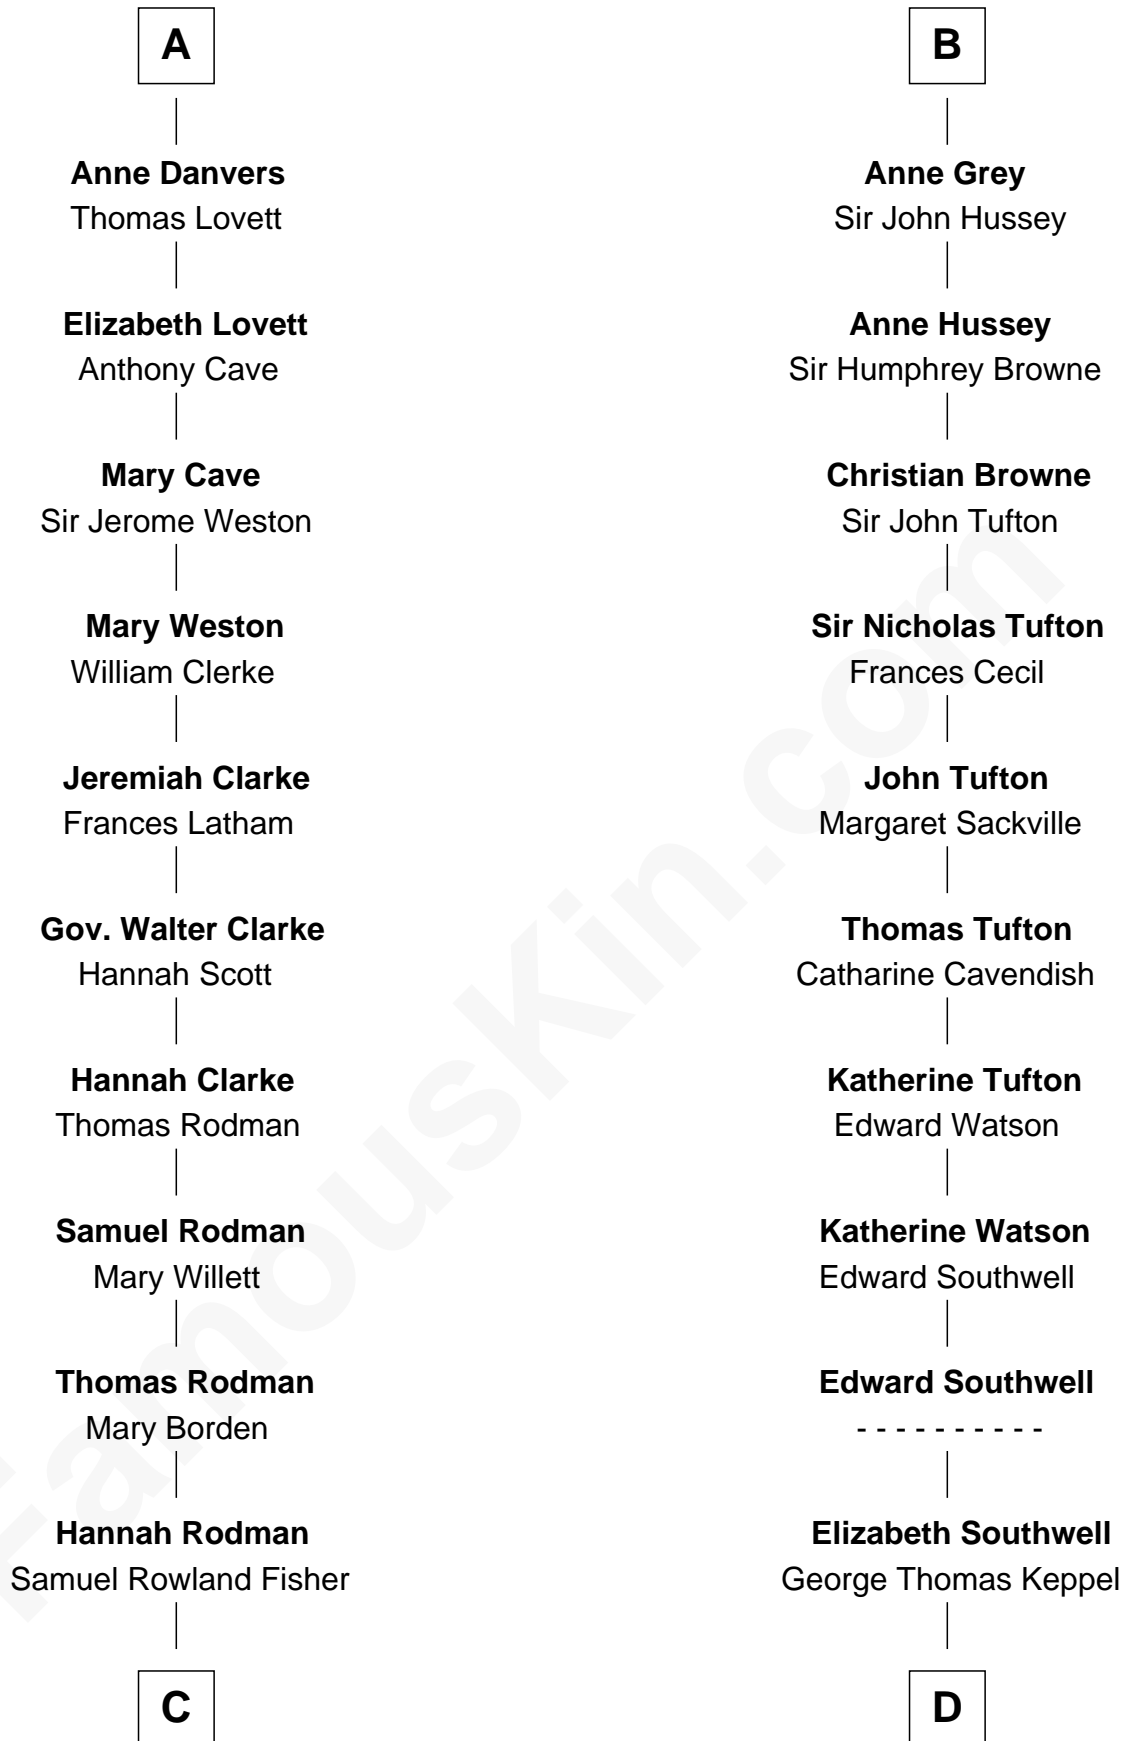 A
Anne Danvers
Thomas Lovett
Elizabeth Lovett
Anthony Cave
Mary Cave
Sir Jerome Weston
Mary Weston
William Clerke
Jeremiah Clarke
Frances Latham
Gov. Walter Clarke
Hannah Scott
Hannah Clarke
Thomas Rodman
Samuel Rodman
Mary Willett
Thomas Rodman
Mary Borden
Hannah Rodman
Samuel Rowland Fisher
C
B
Anne Grey
Sir John Hussey
Anne Hussey
Sir Humphrey Browne
Christian Browne
Sir John Tufton
Sir Nicholas Tufton
Frances Cecil
John Tufton
Margaret Sackville
Thomas Tufton
Catharine Cavendish
Katherine Tufton
Edward Watson
Katherine Watson
Edward Southwell
Edward Southwell
- - - - - - - - - -
Elizabeth Southwell
George Thomas Keppel
D
FamousKin.com